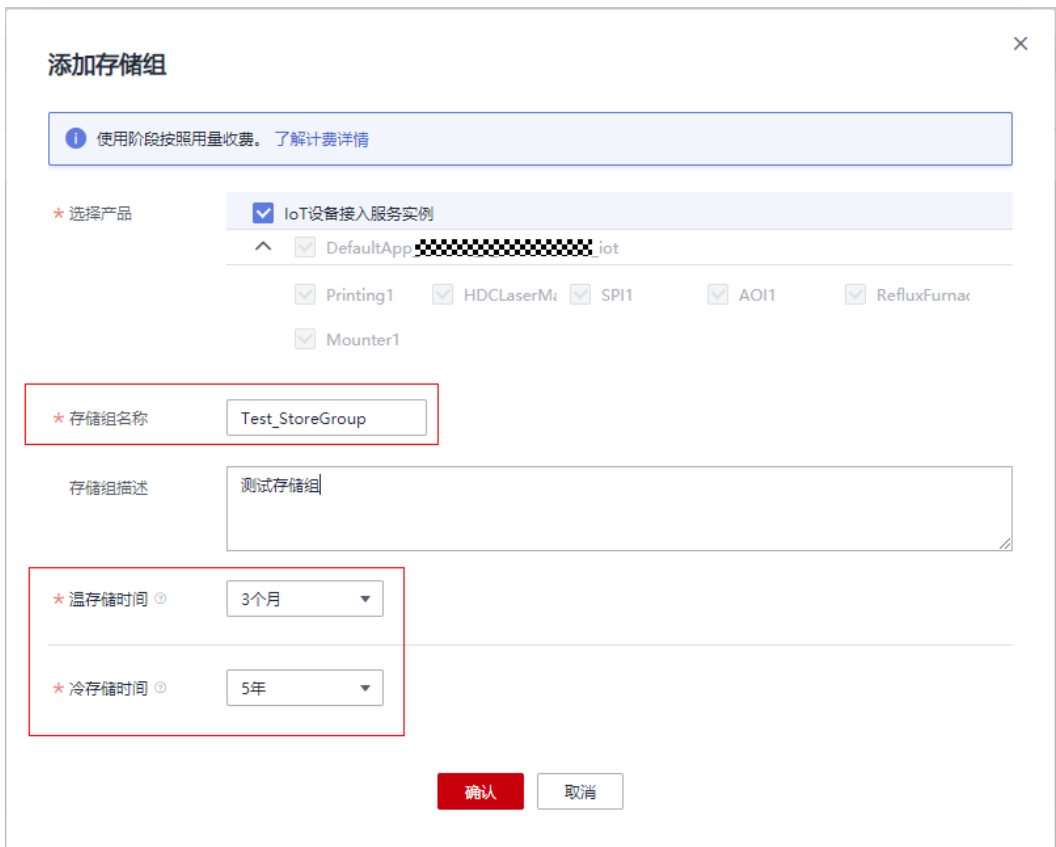 添加存储组
使用阶段按照用量收费。 了解计费详情
* 选择产品
IoT设备接入服务实例
DefaultApp_ _iot
Printing1 HDCLaserMa SPI1 AOI1 RefluxFurnac
Mounter1
* 存储组名称 Test_StoreGroup
存储组描述 测试存储组
* 温存储时间 3个月
* 冷存储时间 5年
确认 取消